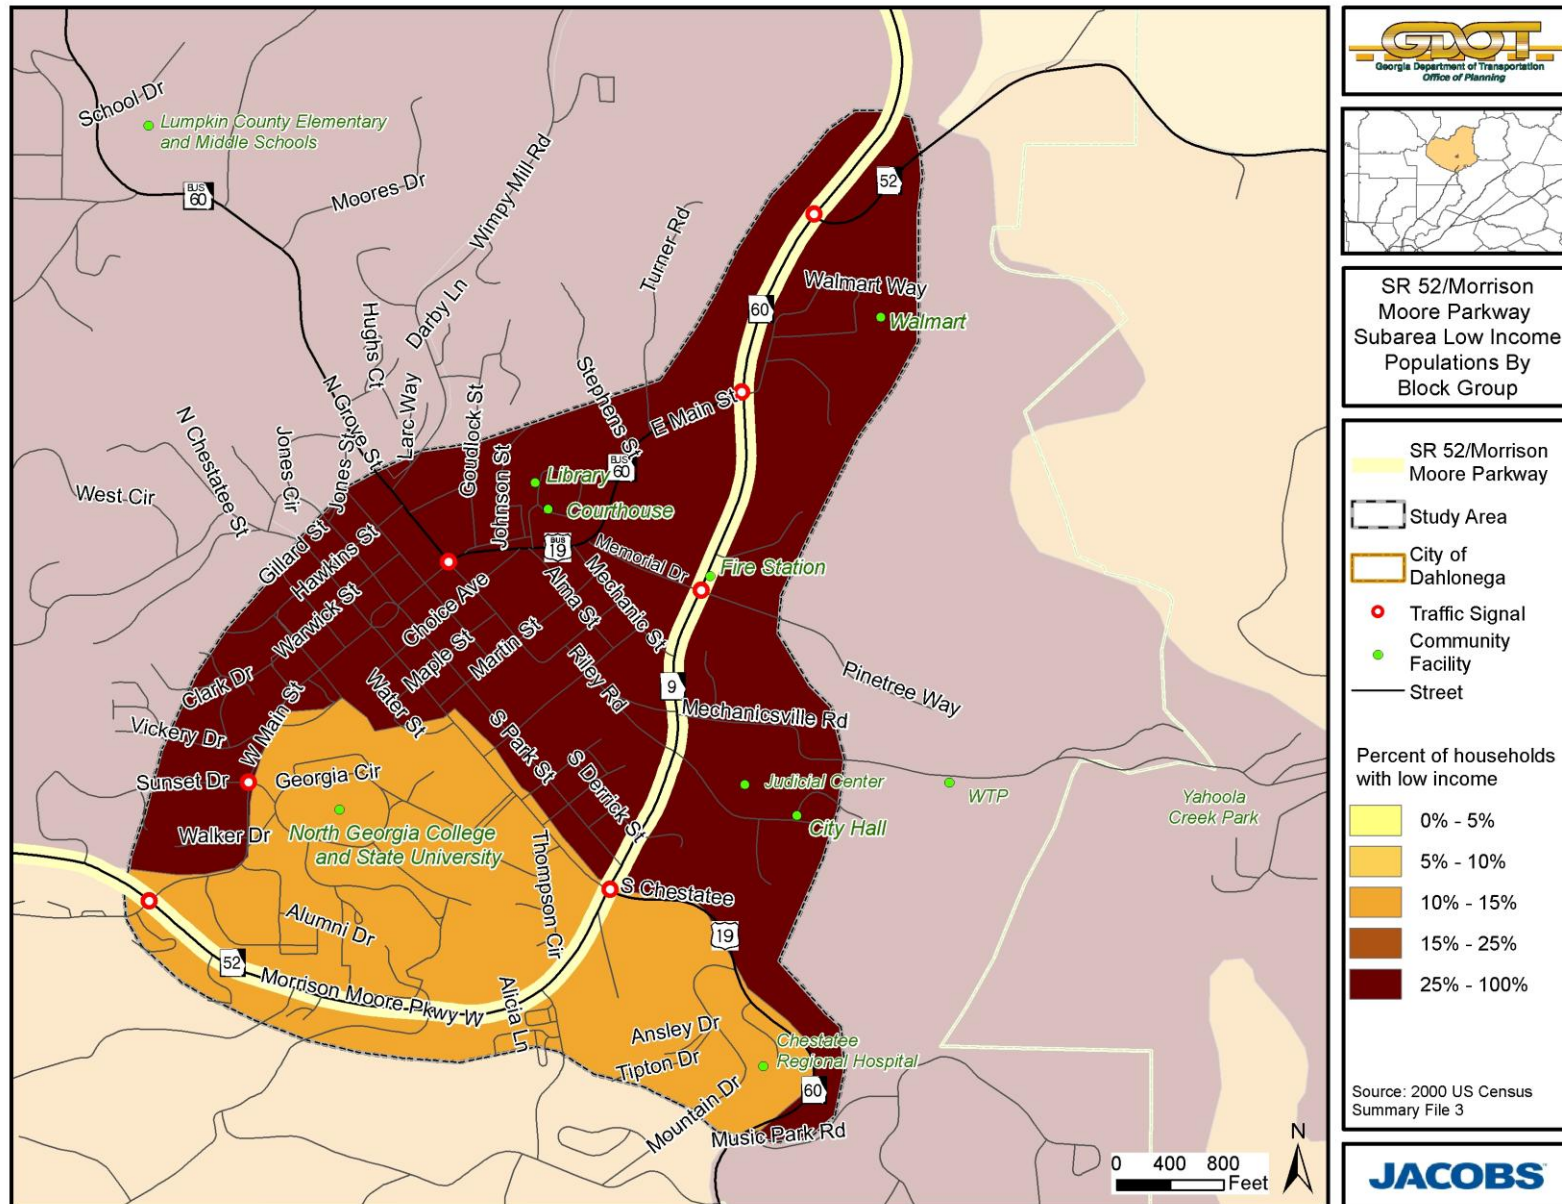 School Dr
Lumpkin County Elementary
and Middle Schools
BUS
60
Moores Dr
Wimpy Mill Rd
Turner Rd
52
Walmart Way
Walmart
60
Darby Ln
Hughs Ct
Larc Way
N Grove St
Stephens St
E Main St
N Chestatee St
Jones Cir
Jones St
Goudlock St
Johnson St
Library
BUS
60
West Cir
Courthouse
BUS
19
Gillard St
Hawkins St
Memorial Dr
Fire Station
Mechanic St
Alma St
Choice Ave
Warwick St
Maple St
Martin St
Clark Dr
Riley Rd
9
Pinetree Way
Mechanicsville Rd
Water St
W Main St
Vickery Dr
S Park St
S Derrick St
Sunset Dr
Georgia Cir
Judicial Center
WTP
Yahoola
Creek Park
City Hall
Walker Dr
North Georgia College
and State University
Thompson Cir
S Chestatee
19
Alumni Dr
52
Morrison Moore Pkwy W
Alicia Ln
Ansley Dr
Tipton Dr
Chestatee
Regional Hospital
60
Mountain Dr
Music Park Rd
N
0 400 800
Feet
GDOT
Georgia Department of Transportation
Office of Planning
SR 52/Morrison
Moore Parkway
Subarea Low Income
Populations By
Block Group
SR 52/Morrison
Moore Parkway
Study Area
City of
Dahlonega
Traffic Signal
Community
Facility
Street
Percent of households
with low income
0% - 5%
5% - 10%
10% - 15%
15% - 25%
25% - 100%
Source: 2000 US Census
Summary File 3
JACOBS